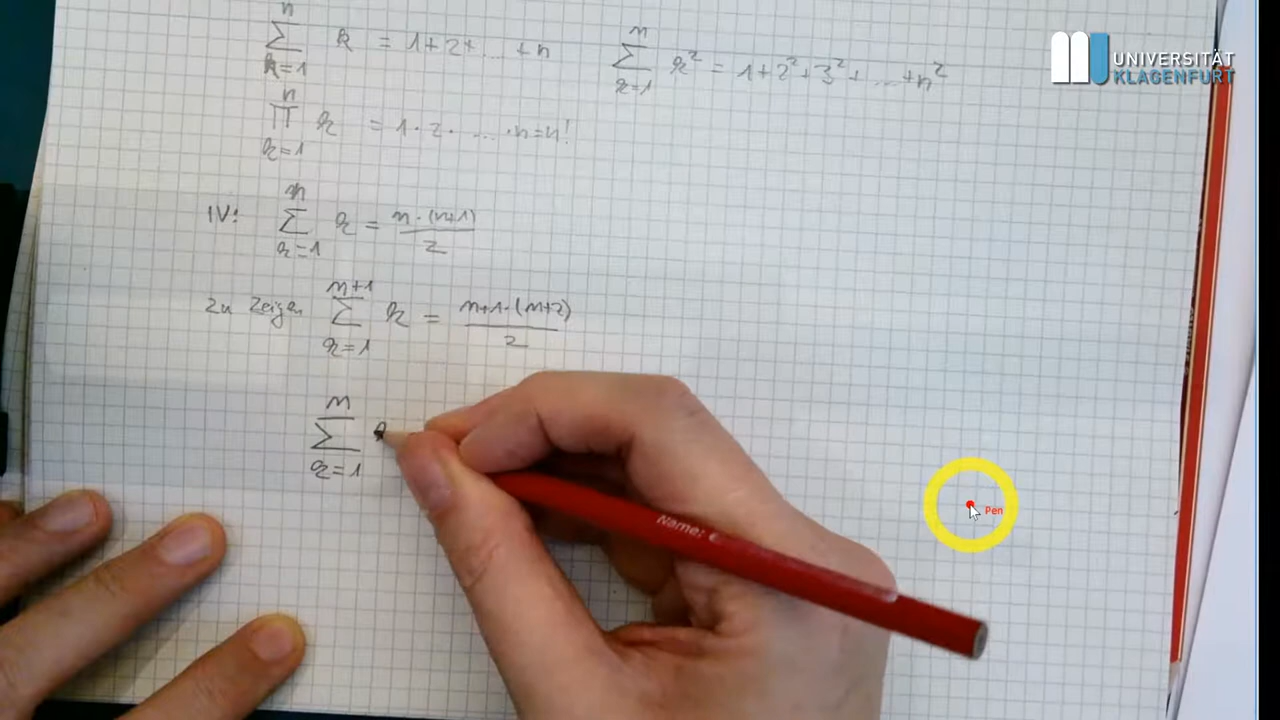 n n
∑ k = 1+2+ ... +n ∑ k² = 1+2²+3²+ ... +n²
k=1 k=1
n
∏ k = 1·2· ... ·n=n!
k=1
n
IV: ∑ k = n·(n+1)/2
k=1
n+1
Zu Zeigen ∑ k = n+1·(n+2)/2
k=1
n
∑ k
k=1
UNIVERSITÄT
KLAGENFURT
Name:
Pen